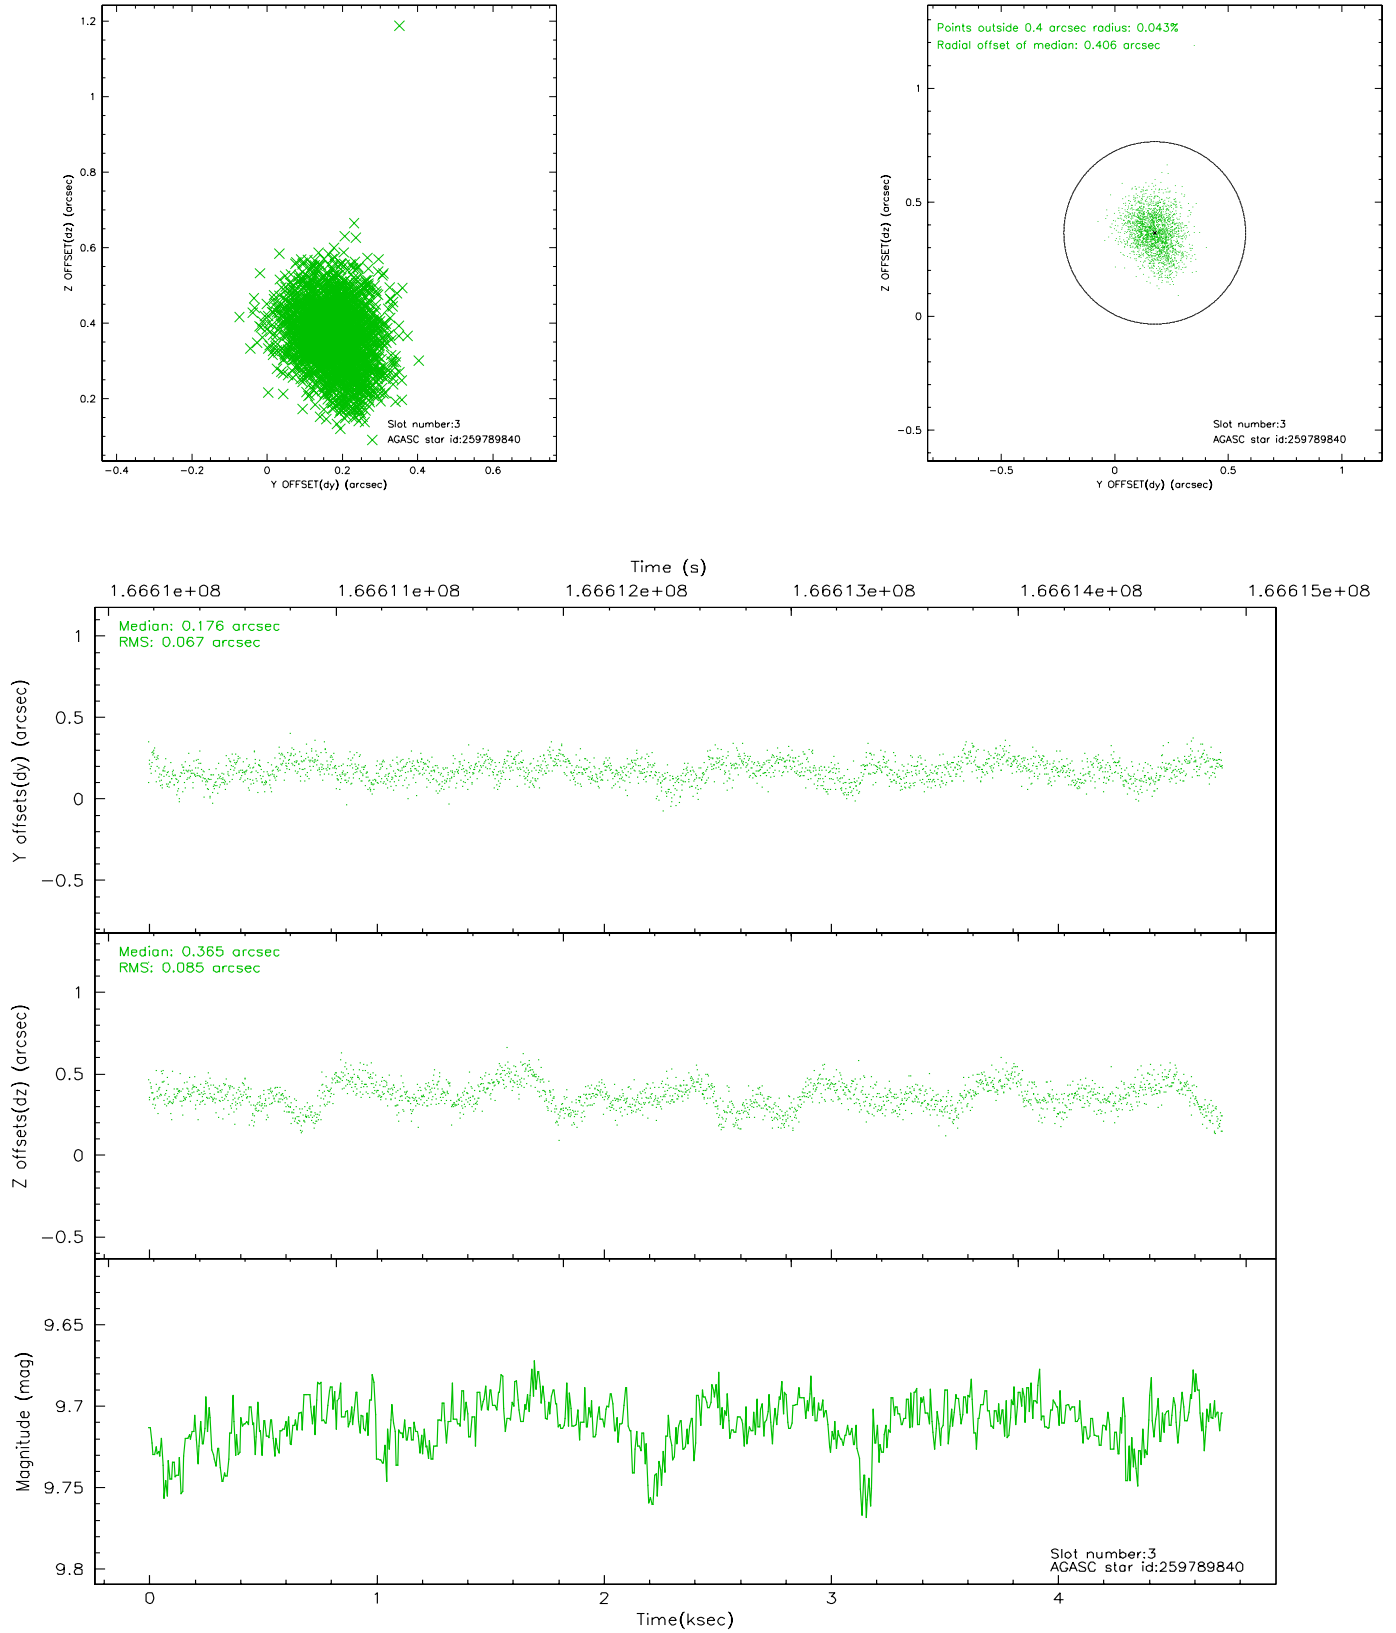 1.2
1
0.8
0.6
0.4
0.2
Z OFFSET(dz) (arcsec)
Slot number:3
AGASC star id:259789840
−0.4 −0.2 0 0.2 0.4 0.6
Y OFFSET(dy) (arcsec)
Points outside 0.4 arcsec radius: 0.043%
Radial offset of median: 0.406 arcsec
1
0.5
0
−0.5
Z OFFSET(dz) (arcsec)
Slot number:3
AGASC star id:259789840
−0.5 0 0.5 1
Y OFFSET(dy) (arcsec)
Time (s)
1.6661e+08 1.66611e+08 1.66612e+08 1.66613e+08 1.66614e+08 1.66615e+08
Median: 0.176 arcsec
RMS: 0.067 arcsec
1
0.5
0
−0.5
Y offsets(dy) (arcsec)
Median: 0.365 arcsec
RMS: 0.085 arcsec
1
0.5
0
−0.5
Z offsets(dz) (arcsec)
9.65
9.7
9.75
9.8
Magnitude (mag)
Slot number:3
AGASC star id:259789840
0 1 2 3 4
Time(ksec)